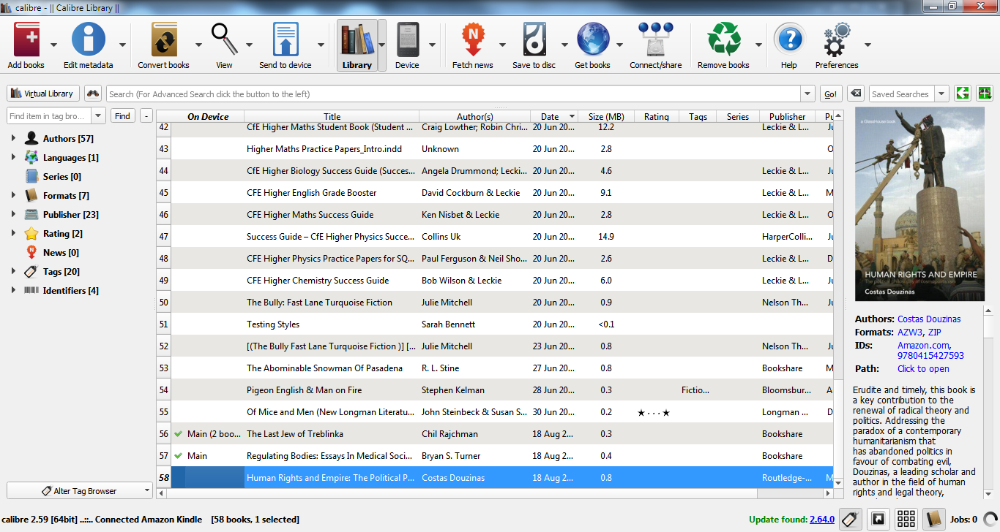 calibre - || Calibre Library ||
Add books Edit metadata Convert books View Send to device Library Device Fetch news Save to disc Get books Connect/share Remove books Help Preferences
Virtual Library Search (For Advanced Search click the button to the left) Go! Saved Searches
Find item in tag bro... Find -
Authors [57]
Languages [1]
Series [0]
Formats [7]
Publisher [23]
Rating [2]
News [0]
Tags [20]
Identifiers [4]
Alter Tag Browser
On Device Title Author(s) Date Size (MB) Rating Tags Series Publisher Pu
42 CfE Higher Maths Student Book (Student ... Craig Lowther; Robin Chri... 20 Jun 20... 12.2 Leckie & L... Ju
43 Higher Maths Practice Papers_Intro.indd Unknown 20 Jun 20... 2.8 O
44 CfE Higher Biology Success Guide (Succes... Angela Drummond; Lecki... 20 Jun 20... 4.6 Leckie & L... Ju
45 CFE Higher English Grade Booster David Cockburn & Leckie 20 Jun 20... 9.1 Leckie & L... M
46 CFE Higher Maths Success Guide Ken Nisbet & Leckie 20 Jun 20... 2.8 Leckie & L... O
47 Success Guide – CfE Higher Physics Succe... Collins Uk 20 Jun 20... 14.9 HarperColli... Ju
48 CFE Higher Physics Practice Papers for SQ... Paul Ferguson & Neil Sho... 20 Jun 20... 2.6 Leckie & L... D
49 CFE Higher Chemistry Success Guide Bob Wilson & Leckie 20 Jun 20... 6.0 Leckie & L... Ju
50 The Bully: Fast Lane Turquoise Fiction Julie Mitchell 20 Jun 20... 0.9 Nelson Th... Ju
51 Testing Styles Sarah Bennett 20 Jun 20... <0.1
52 [(The Bully Fast Lane Turquoise Fiction )] [... Julie Mitchell 23 Jun 20... 0.8 Nelson Th... Ju
53 The Abominable Snowman Of Pasadena R. L. Stine 27 Jun 20... 0.8 Bookshare M
54 Pigeon English & Man on Fire Stephen Kelman 28 Jun 20... 0.3 Fictio... Bloomsbur... A
55 Of Mice and Men (New Longman Literatu... John Steinbeck & Susan S... 30 Jun 20... 0.2 ★···★ Longman ... D
56 Main (2 boo... The Last Jew of Treblinka Chil Rajchman 18 Aug 2... 0.3 Bookshare
57 Main Regulating Bodies: Essays In Medical Soci... Bryan S. Turner 18 Aug 2... 0.4 Bookshare
58 Human Rights and Empire: The Political P... Costas Douzinas 18 Aug 2... 0.8 Routledge-... M
a GlassHouse book
HUMAN RIGHTS AND EMPIRE
The political philosophy of cosmopolitanism
Costas Douzinas
Authors: Costas Douzinas
Formats: AZW3, ZIP
IDs: Amazon.com,
9780415427593
Path: Click to open
Erudite and timely, this book is
a key contribution to the
renewal of radical theory and
politics. Addressing the
paradox of a contemporary
humanitarianism that
has abandoned politics in
favour of combating evil,
Douzinas, a leading scholar and
author in the field of human
rights and legal theory,
calibre 2.59 [64bit] ..::.. Connected Amazon Kindle [58 books, 1 selected] Update found: 2.64.0 Jobs: 0